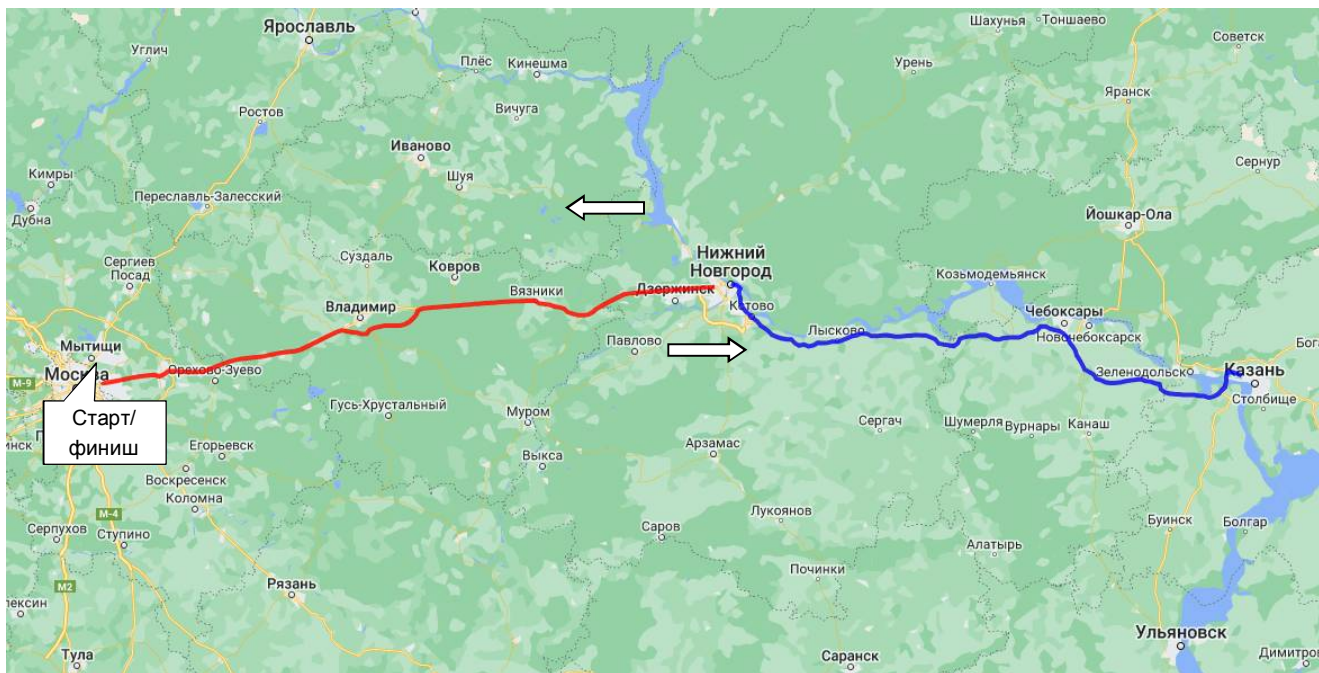 Ярославль
Шахунья
Тоншаево
Углич
Советск
Плёс
Кинешма
Урень
Яранск
Вичуга
Ростов
Иваново
Сернур
Шуя
Кимры
Переславль-Залесский
Дубна
Йошкар-Ола
Сергиев
Посад
Суздаль
Нижний
Новгород
Ковров
Козьмодемьянск
Вязники
Дзержинск
Владимир
Чебоксары
Лысково
Новочебоксарск
Мытищи
Павлово
Москва
М-9
Орехово-Зуево
Зеленодольск
Казань
Столбище
Старт/
финиш
Гусь-Хрустальный
Муром
Шумерля
Вурнары
Канаш
Сергач
Егорьевск
Арзамас
Выкса
Воскресенск
Коломна
М-4
Лукоянов
Серпухов
Ступино
Саров
Буинск
Болгар
Алатырь
Починки
М2
Рязань
Ульяновск
Тула
Саранск
Димитров